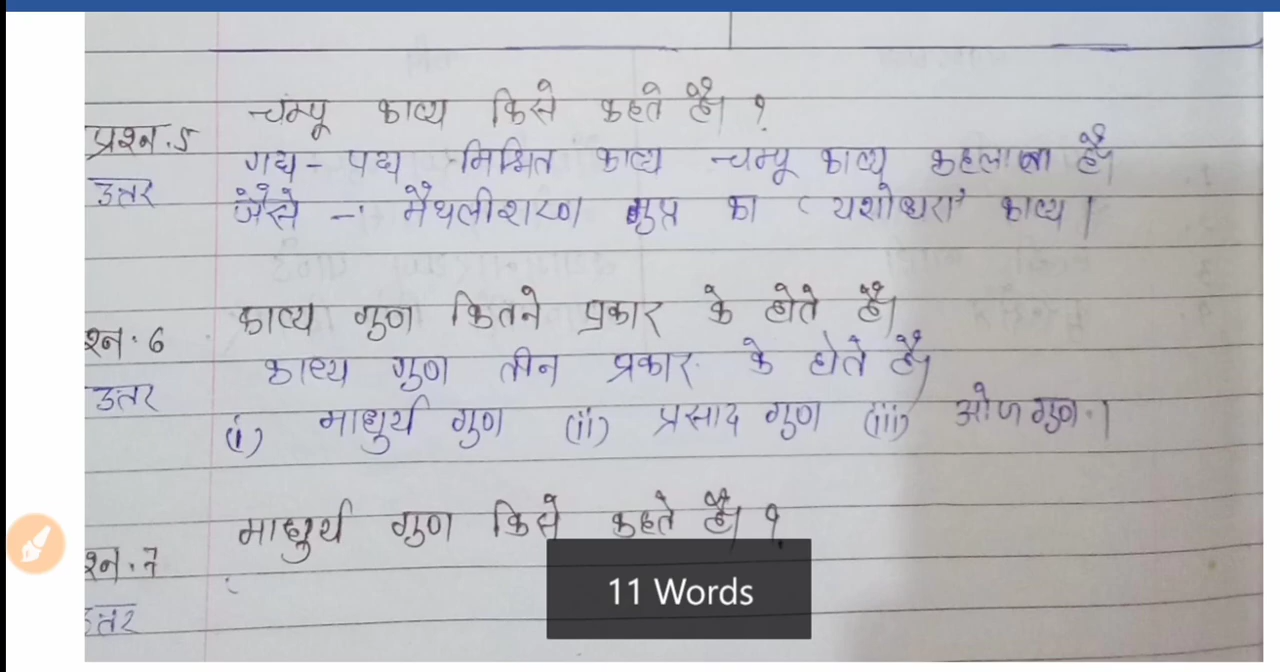 चम्पू काव्य किसे कहते हैं। ?
प्रश्न.5
गद्य - पद्य मिश्रित काव्य चम्पू काव्य कहलाता है।
उत्तर
जैसे -: मैथलीशरण गुप्त का 'यशोधरा' काव्य।
काव्य गुण कितने प्रकार के होते हैं।
श्न. 6
काव्य गुण तीन प्रकार के होते हैं।
उत्तर
(i) माधुर्य गुण (ii) प्रसाद गुण (iii) ओज गुण।
माधुर्य गुण किसे कहते हैं। ?
श्न. 7
11 Words
उत्तर